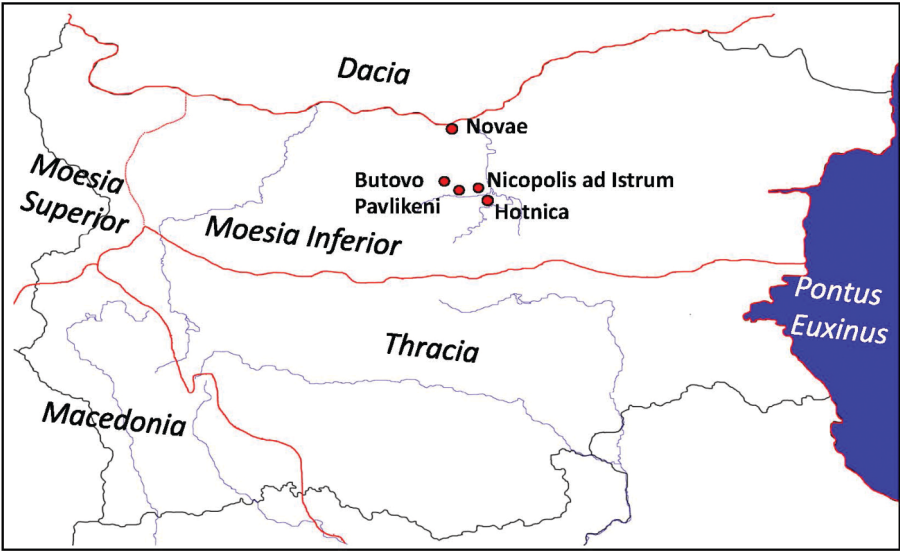 Dacia
Novae
Moesia
Superior
Butovo
Nicopolis ad Istrum
Pavlikeni
Hotnica
Moesia Inferior
Pontus
Euxinus
Thracia
Macedonia